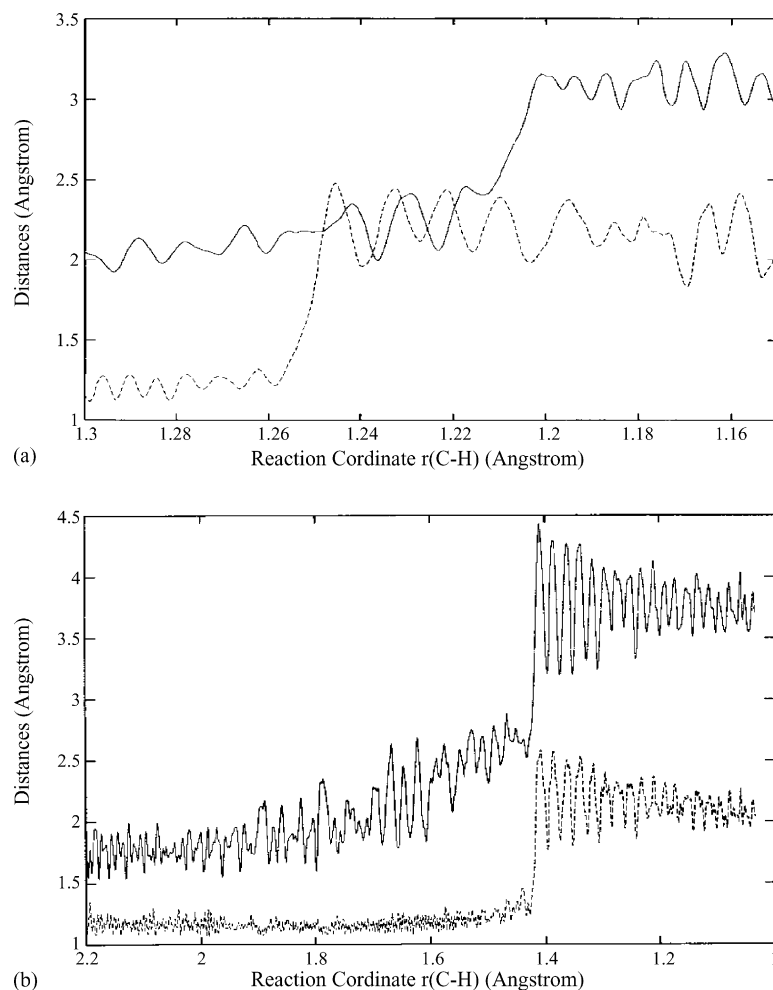 3.5
3
2.5
2
1.5
1
Distances (Angstrom)
1.3 1.28 1.26 1.24 1.22 1.2 1.18 1.16
(a)
Reaction Cordinate r(C-H) (Angstrom)
4.5
4
3.5
3
2.5
2
1.5
1
Distances (Angstrom)
2.2 2 1.8 1.6 1.4 1.2 1
(b)
Reaction Cordinate r(C-H) (Angstrom)